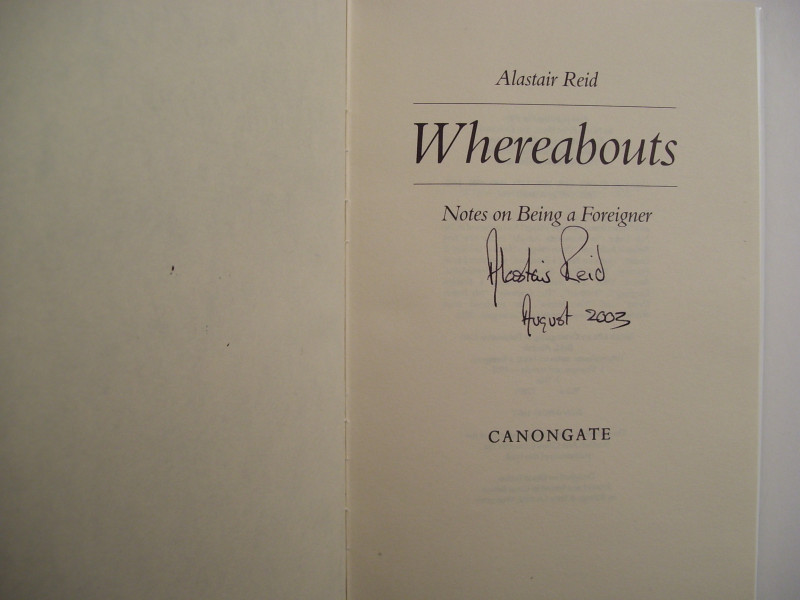 Alastair Reid
Whereabouts
Notes on Being a Foreigner
Alastair Reid
August 2003
CANONGATE